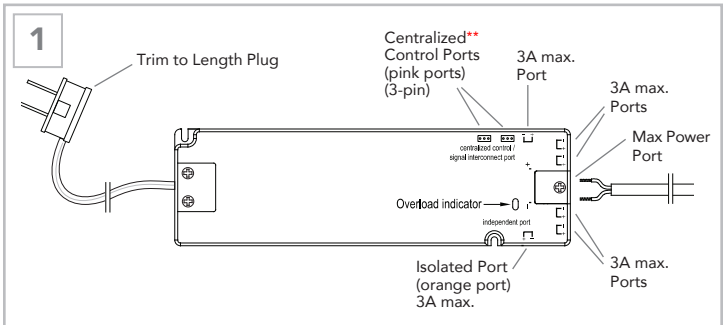 1
Trim to Length Plug
Centralized**
Control Ports
(pink ports)
(3-pin)
3A max.
Port
3A max.
Ports
Max Power
Port
centralized control /
signal interconnect port
Overload indicator
independent port
Isolated Port
(orange port)
3A max.
3A max.
Ports